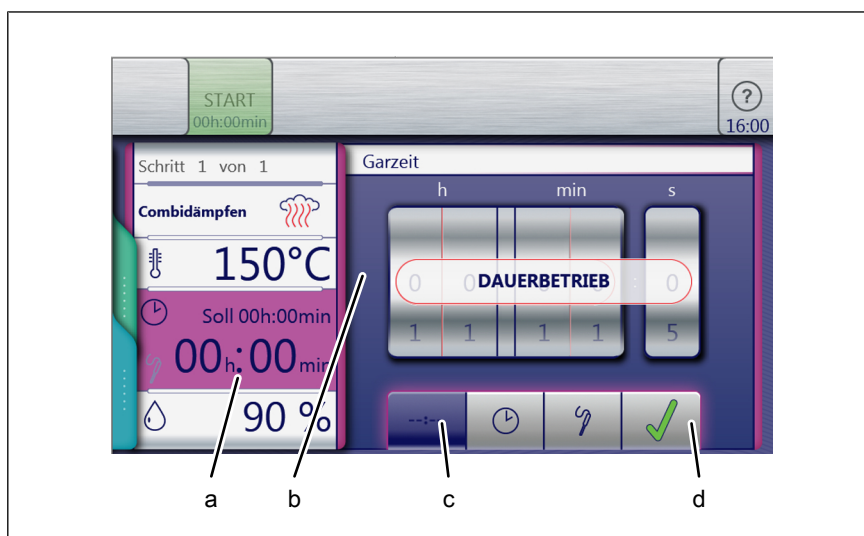 START
00h:00min
?
16:00
Schritt 1 von 1
Garzeit
h min s
Combidämpfen
150°C
DAUERBETRIEB
0 0 : 0
1 1 1 1 5
Soll 00h:00min
00h:00min
90 %
--:--
a b c d